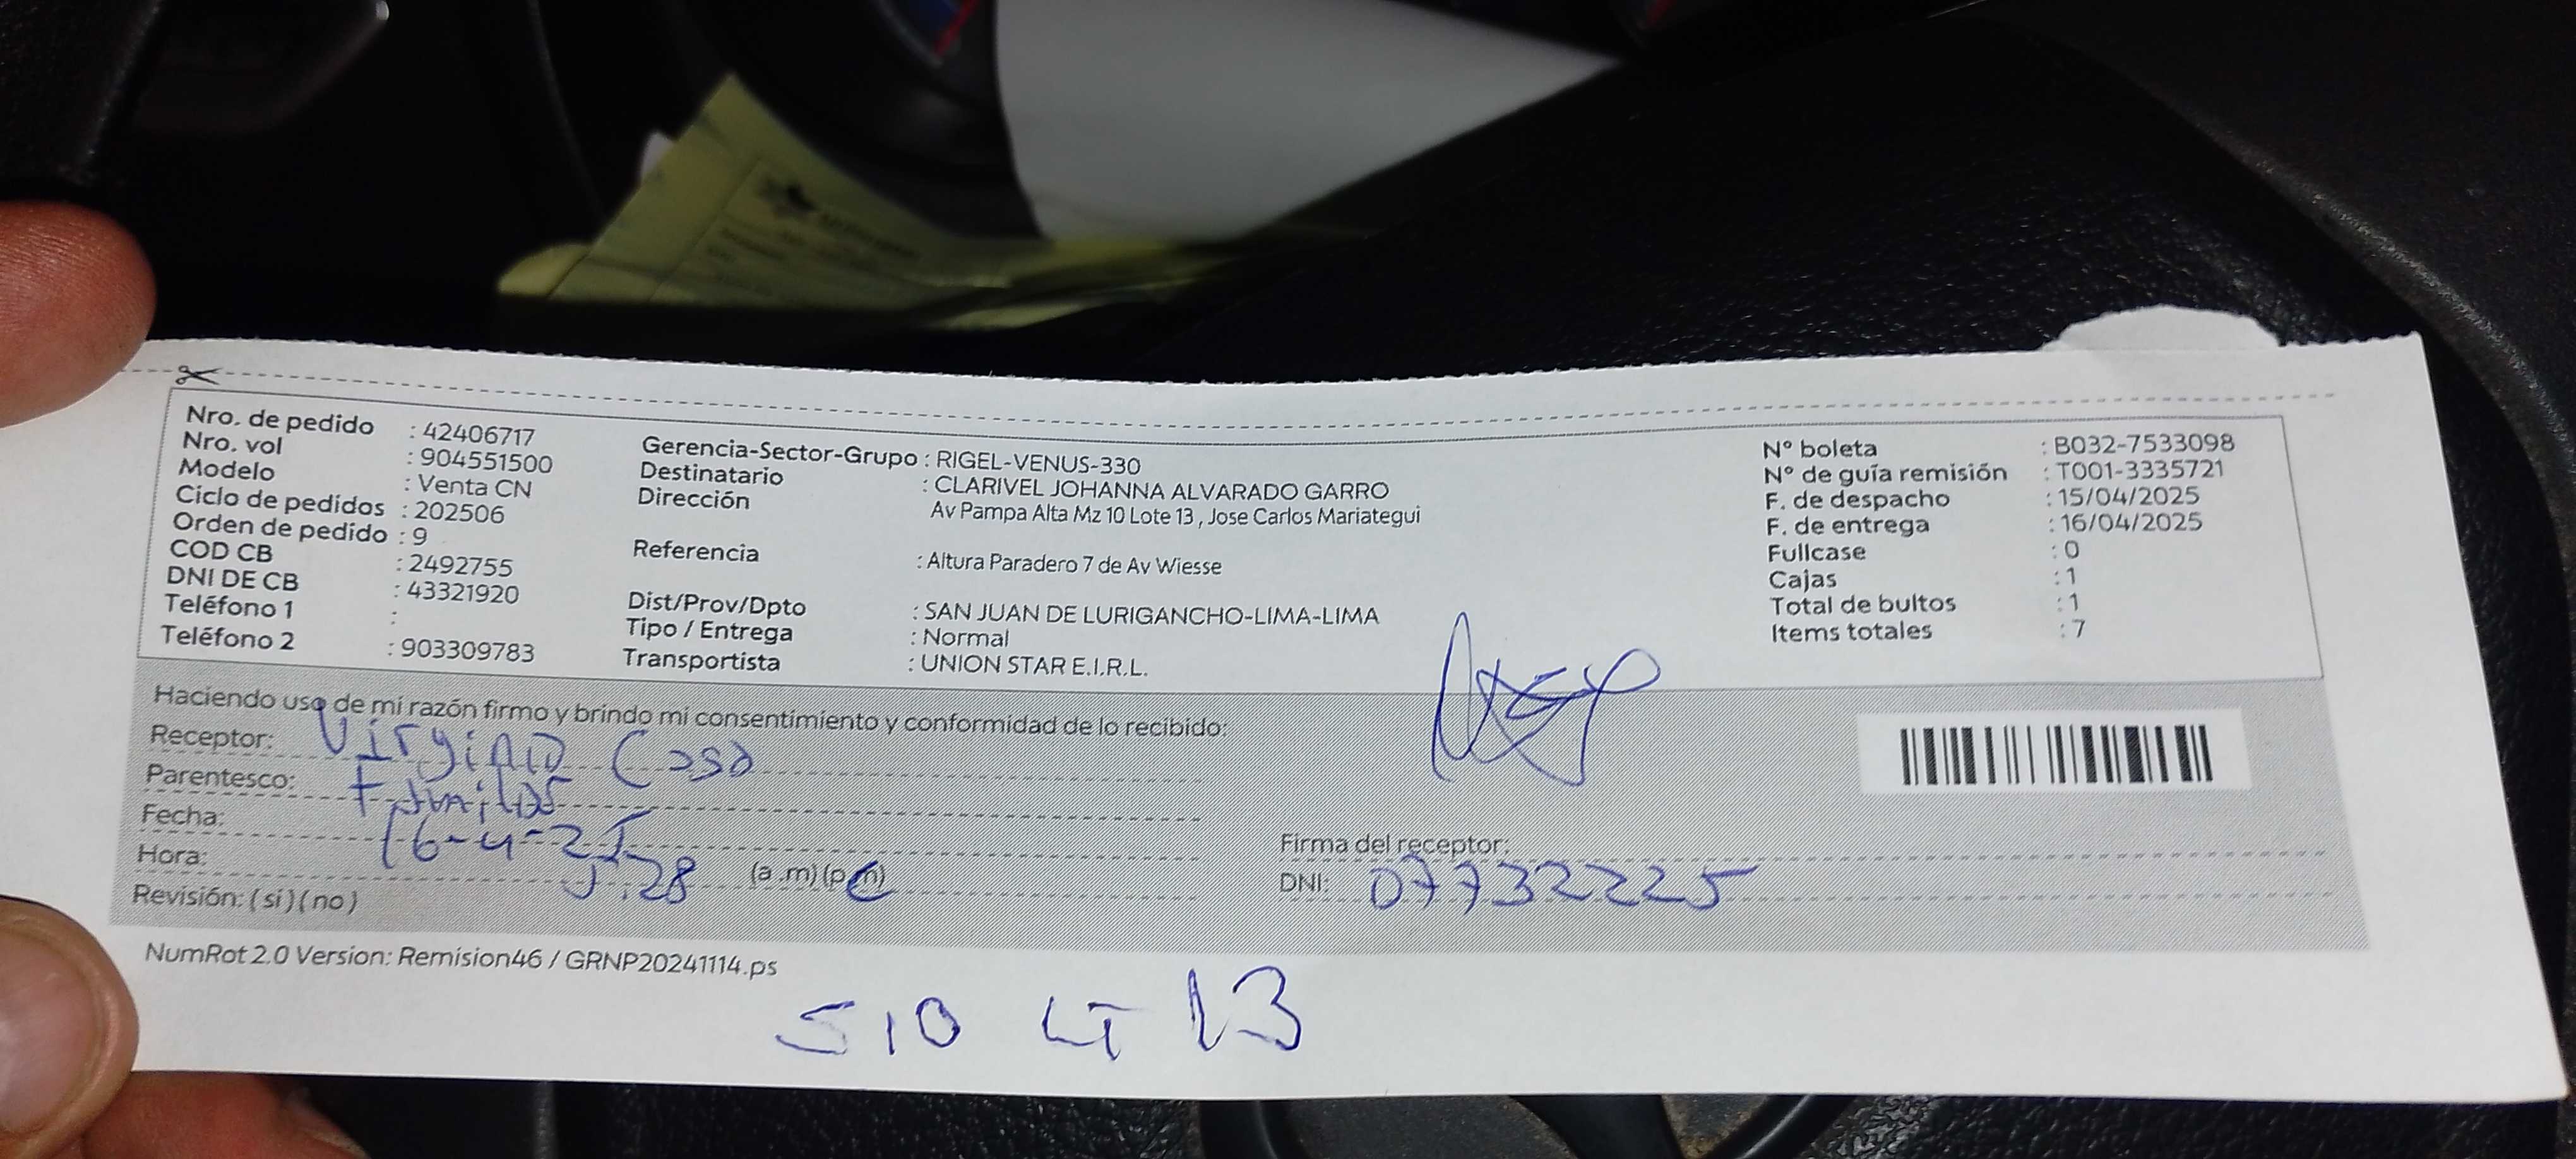 Nro. de pedido : 42406717
Nro. vol : 904551500
Modelo : Venta CN
Ciclo de pedidos : 202506
Orden de pedido : 9
COD CB : 2492755
DNI DE CB : 43321920
Teléfono 1 :
Teléfono 2 : 903309783
Gerencia-Sector-Grupo : RIGEL-VENUS-330
Destinatario : CLARIVEL JOHANNA ALVARADO GARRO
Dirección Av Pampa Alta Mz 10 Lote 13 , Jose Carlos Mariategui
Referencia : Altura Paradero 7 de Av Wiesse
Dist/Prov/Dpto : SAN JUAN DE LURIGANCHO-LIMA-LIMA
Tipo / Entrega : Normal
Transportista : UNION STAR E.I.R.L.
N° boleta : B032-7533098
N° de guía remisión : T001-3335721
F. de despacho : 15/04/2025
F. de entrega : 16/04/2025
Fullcase : 0
Cajas : 1
Total de bultos : 1
Items totales : 7
Haciendo uso de mi razón firmo y brindo mi consentimiento y conformidad de lo recibido:
Receptor: Virginia
Parentesco: Familiar
Fecha: 16-4-25
Hora: 5:28 (a.m)(p.m)
Revisión: (si)(no)
Firma del receptor:
DNI: 07732225
NumRot 2.0 Version: Remision46 / GRNP20241114.ps
S10 LT 13